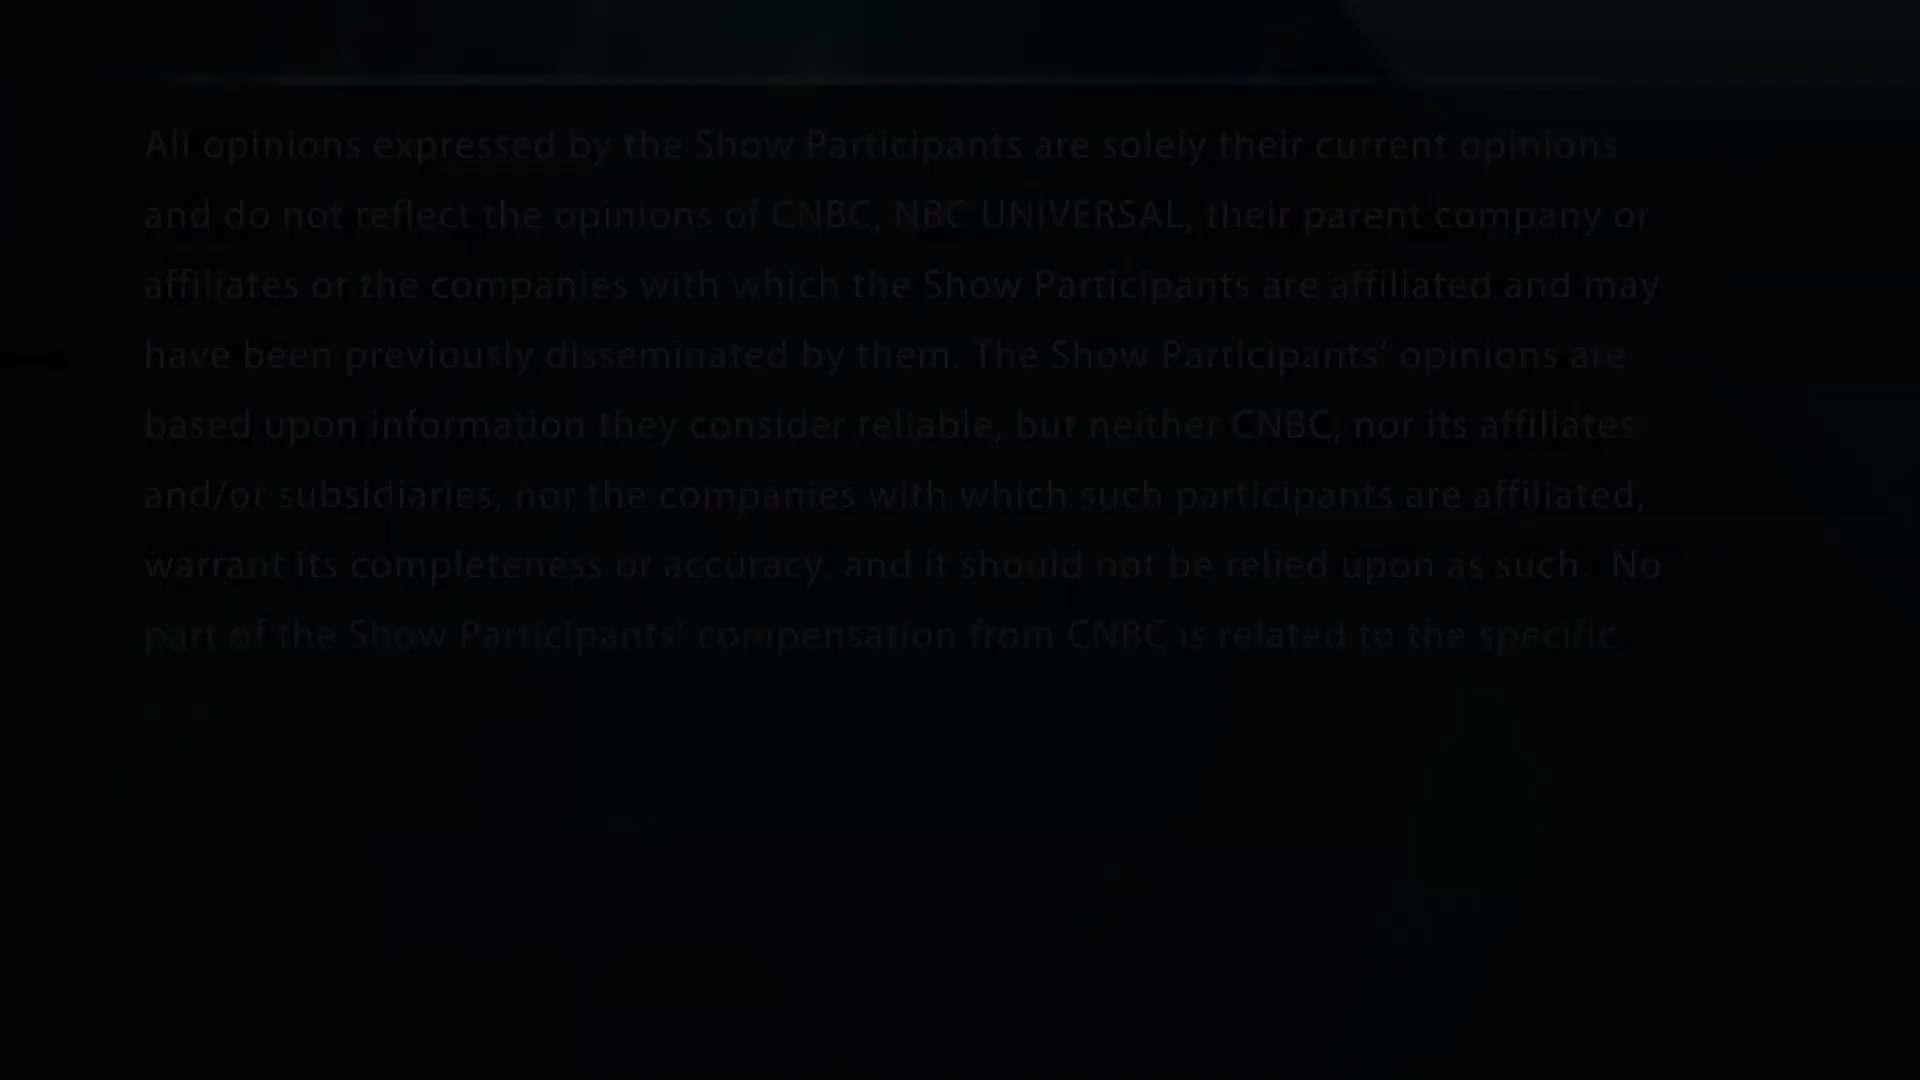 All opinions expressed by the Show Participants are solely their current opinions
and do not reflect the opinions of CNBC, NBC UNIVERSAL, their parent company or
affiliates or the companies with which the Show Participants are affiliated and may
have been previously disseminated by them. The Show Participants' opinions are
based upon information they consider reliable, but neither CNBC, nor its affiliates
and/or subsidiaries, nor the companies with which such participants are affiliated,
warrant its completeness or accuracy, and it should not be relied upon as such. No
part of the Show Participants' compensation from CNBC is related to the specific